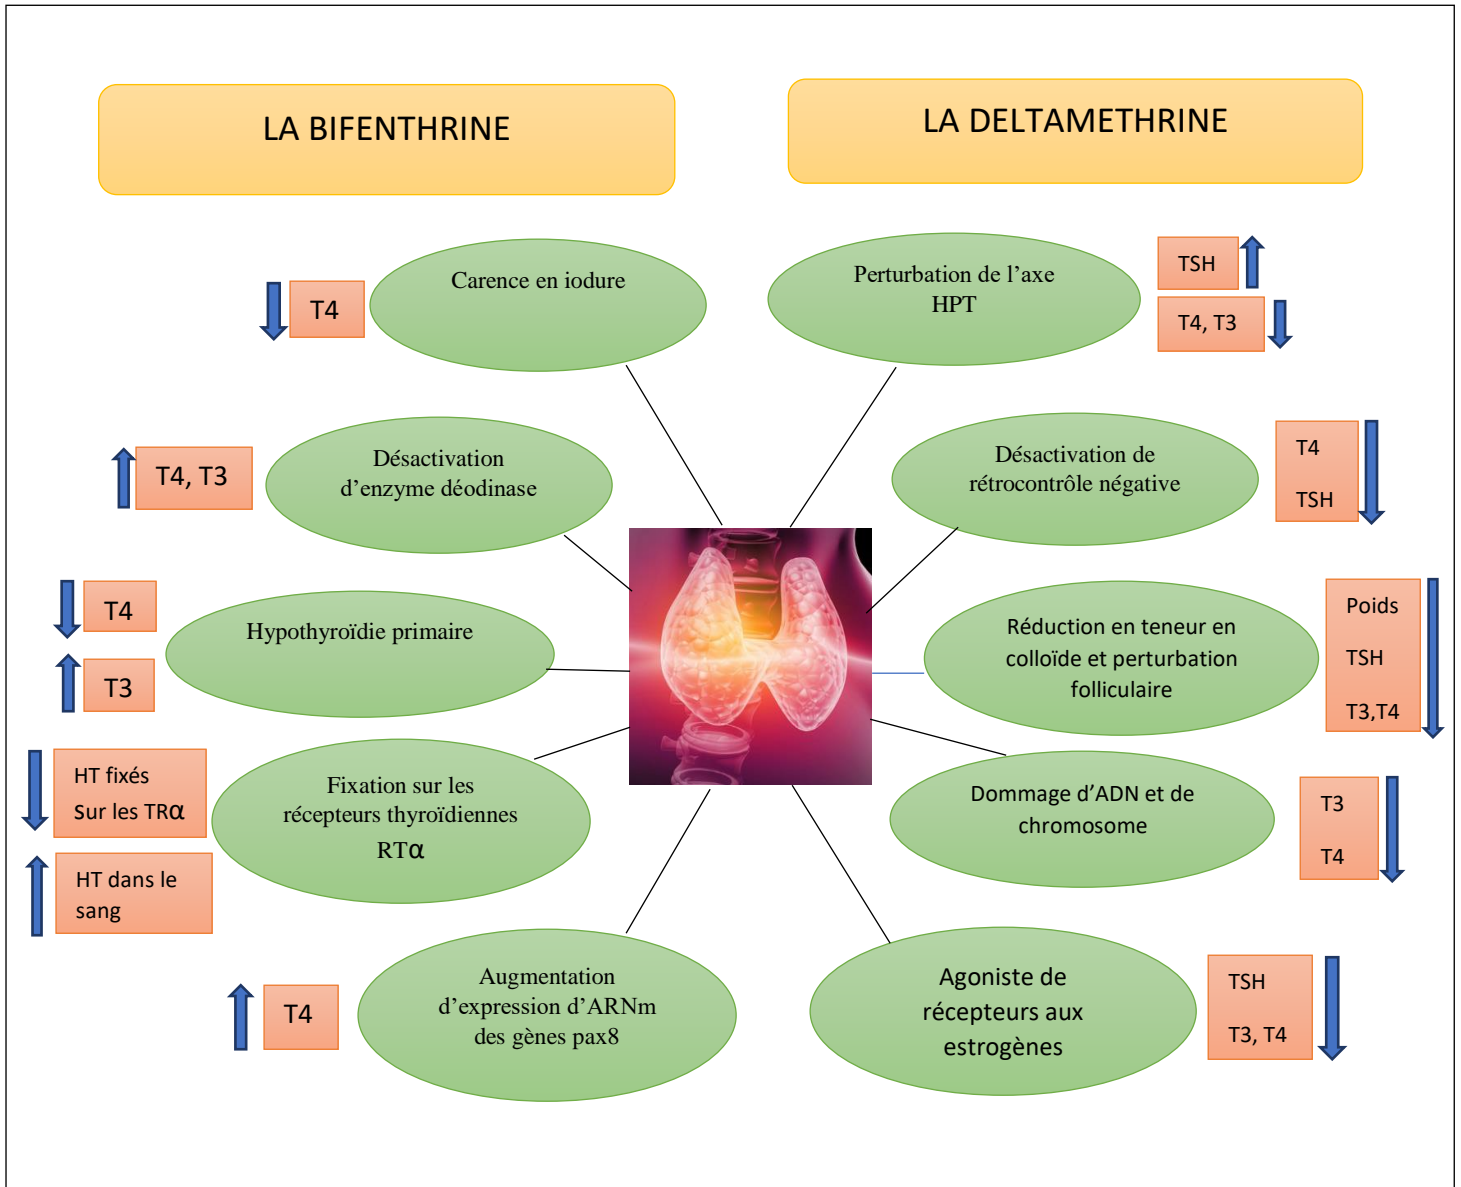 LA BIFENTHRINE
LA DELTAMETHRINE
Carence en iodure
T4
Désactivation
d’enzyme déodinase
T4, T3
Hypothyroïdie primaire
T4
T3
Fixation sur les
récepteurs thyroïdiennes
RTα
HT fixés
Sur les TRα
HT dans le
sang
Augmentation
d’expression d’ARNm
des gènes pax8
T4
Perturbation de l’axe
HPT
TSH
T4, T3
Désactivation de
rétrocontrôle négative
T4
TSH
Réduction en teneur en
colloïde et perturbation
folliculaire
Poids
TSH
T3,T4
Dommage d’ADN et de
chromosome
T3
T4
Agoniste de
récepteurs aux
estrogènes
TSH
T3, T4